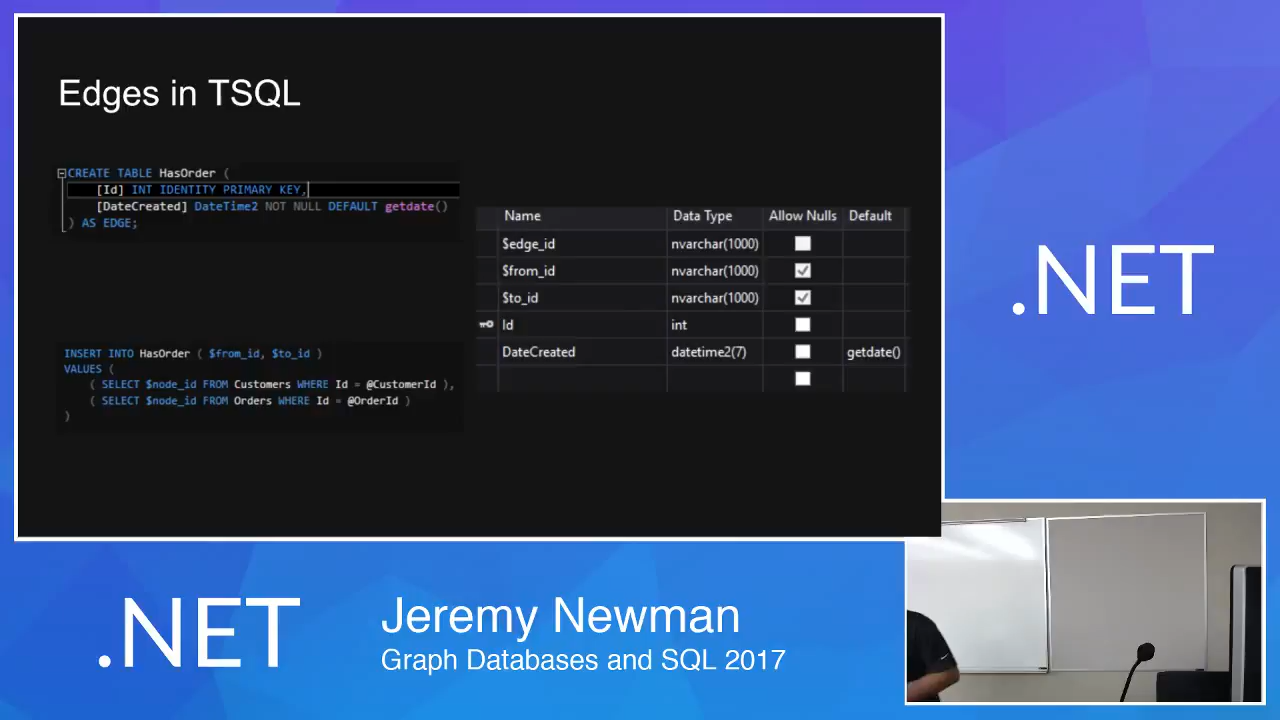 Edges in TSQL
CREATE TABLE HasOrder (
[Id] INT IDENTITY PRIMARY KEY,
[DateCreated] DateTime2 NOT NULL DEFAULT getdate()
) AS EDGE;
INSERT INTO HasOrder ( $from_id, $to_id )
VALUES (
( SELECT $node_id FROM Customers WHERE Id = @CustomerId ),
( SELECT $node_id FROM Orders WHERE Id = @OrderId )
)
Name Data Type Allow Nulls Default
$edge_id nvarchar(1000)
$from_id nvarchar(1000)
$to_id nvarchar(1000)
Id int
DateCreated datetime2(7) getdate()
.NET
.NET
Jeremy Newman
Graph Databases and SQL 2017